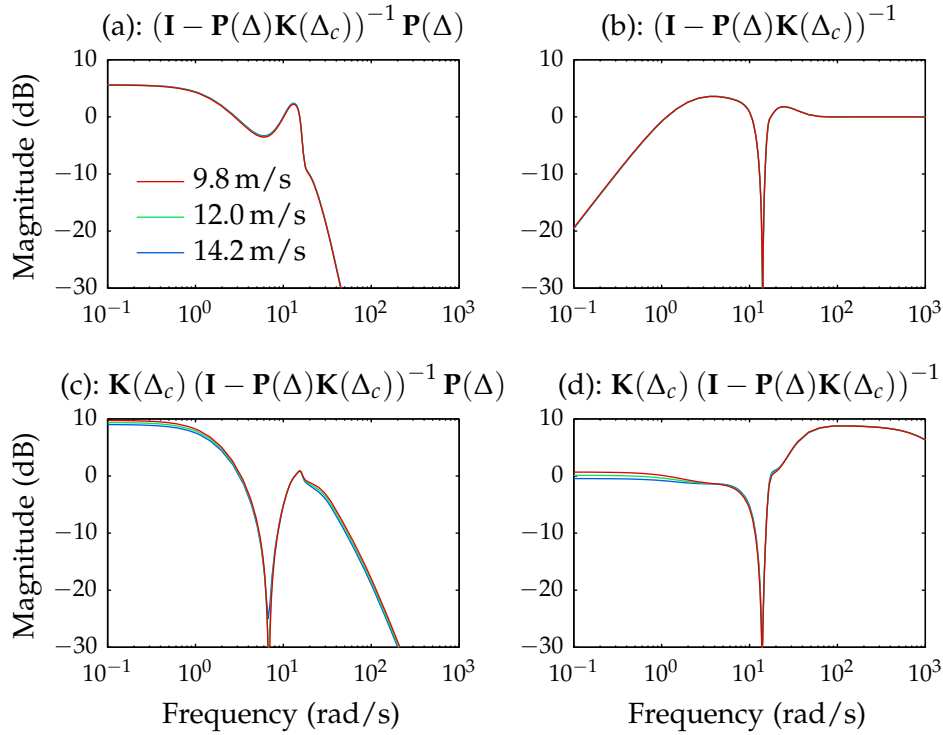 (a): (I − P(Δ)K(Δ_c))^{−1} P(Δ)
(b): (I − P(Δ)K(Δ_c))^{−1}
Magnitude (dB)
10
0
−10
−20
−30
9.8 m/s
12.0 m/s
14.2 m/s
10^{−1} 10^0 10^1 10^2 10^3
10
0
−10
−20
−30
10^{−1} 10^0 10^1 10^2 10^3
(c): K(Δ_c) (I − P(Δ)K(Δ_c))^{−1} P(Δ)
(d): K(Δ_c) (I − P(Δ)K(Δ_c))^{−1}
Magnitude (dB)
10
0
−10
−20
−30
10^{−1} 10^0 10^1 10^2 10^3
Frequency (rad/s)
10
0
−10
−20
−30
10^{−1} 10^0 10^1 10^2 10^3
Frequency (rad/s)